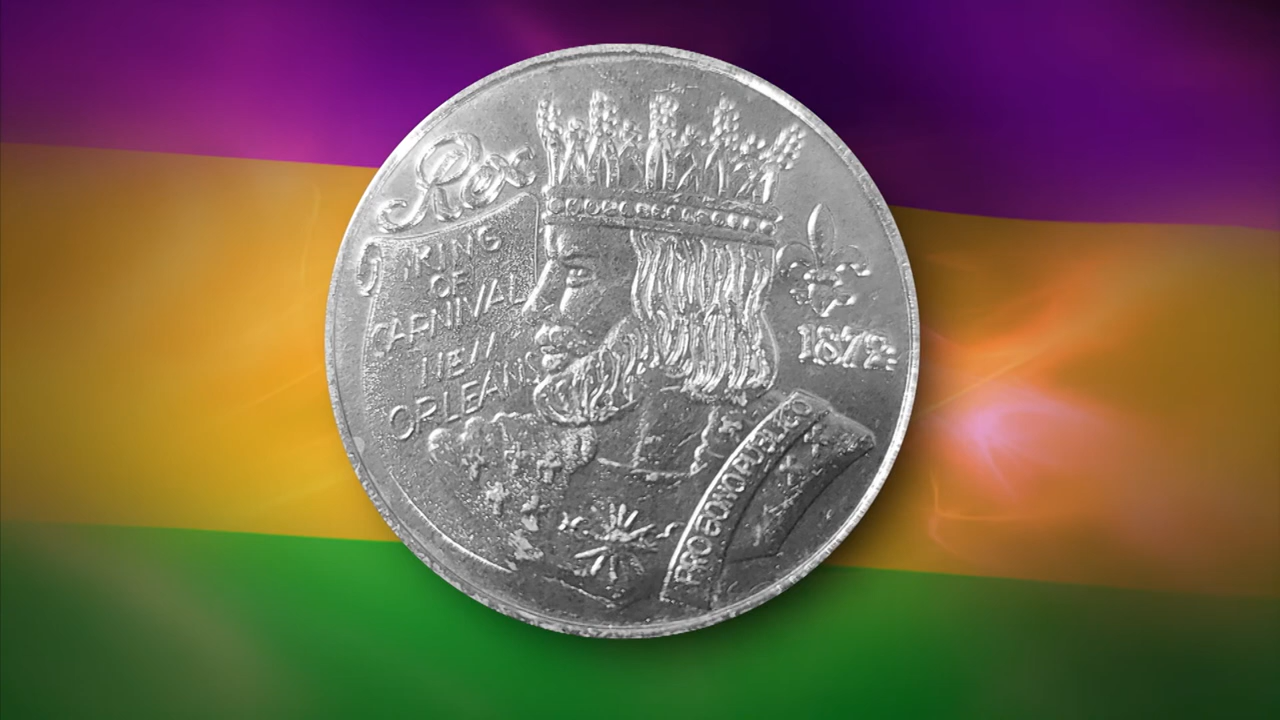 Rex
KING
OF
CARNIVAL
NEW
ORLEANS
1872
PRO BONO PUBLICO